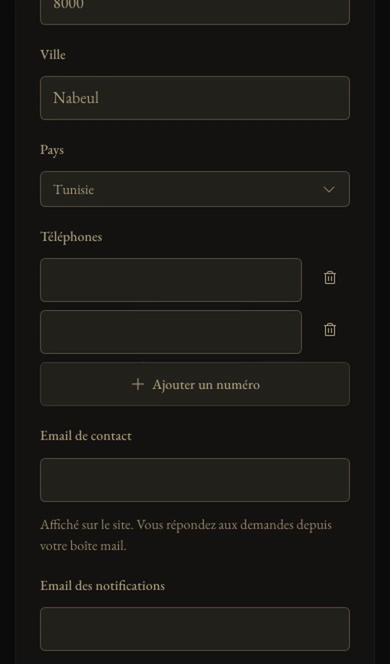 8000
Ville
Nabeul
Pays
Tunisie
Téléphones
Ajouter un numéro
Email de contact
Affiché sur le site. Vous répondez aux demandes depuis
votre boîte mail.
Email des notifications